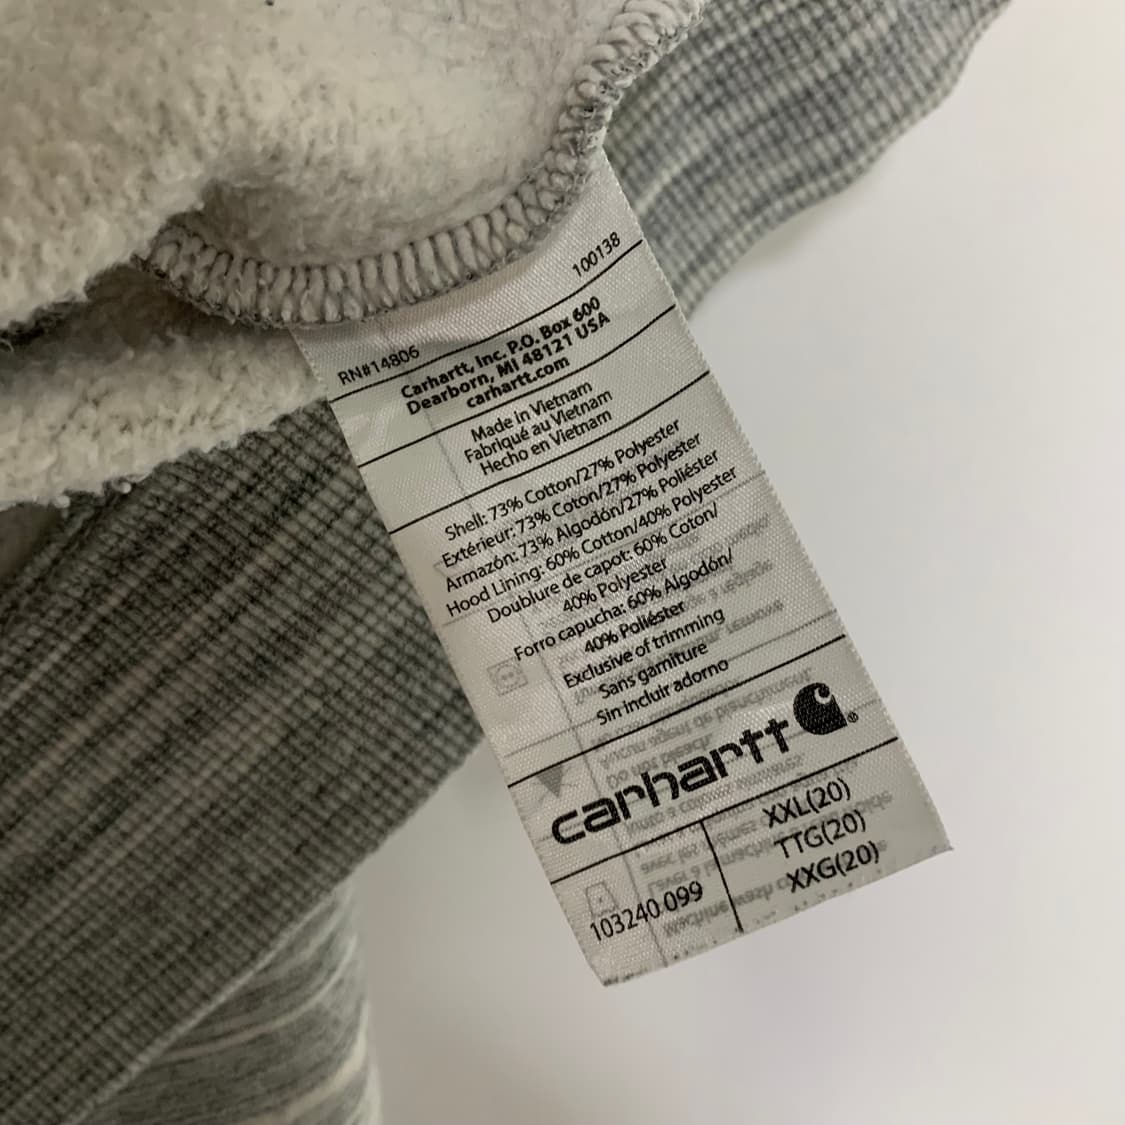 RN#14806 100138
Carhartt, Inc. P.O. Box 600
Dearborn, MI 48121 USA
carhartt.com
Made in Vietnam
Fabriqué au Vietnam
Hecho en Vietnam
Shell: 73% Cotton/27% Polyester
Extérieur: 73% Coton/27% Polyester
Armazón: 73% Algodón/27% Poliéster
Hood Lining: 60% Cotton/40% Polyester
Doublure de capot: 60% Coton/
40% Polyester
Forro capucha: 60% Algodón/
40% Poliéster
Exclusive of trimming
Sans garniture
Sin incluir adorno
carhartt
103240 099
XXL(20)
TTG(20)
XXG(20)